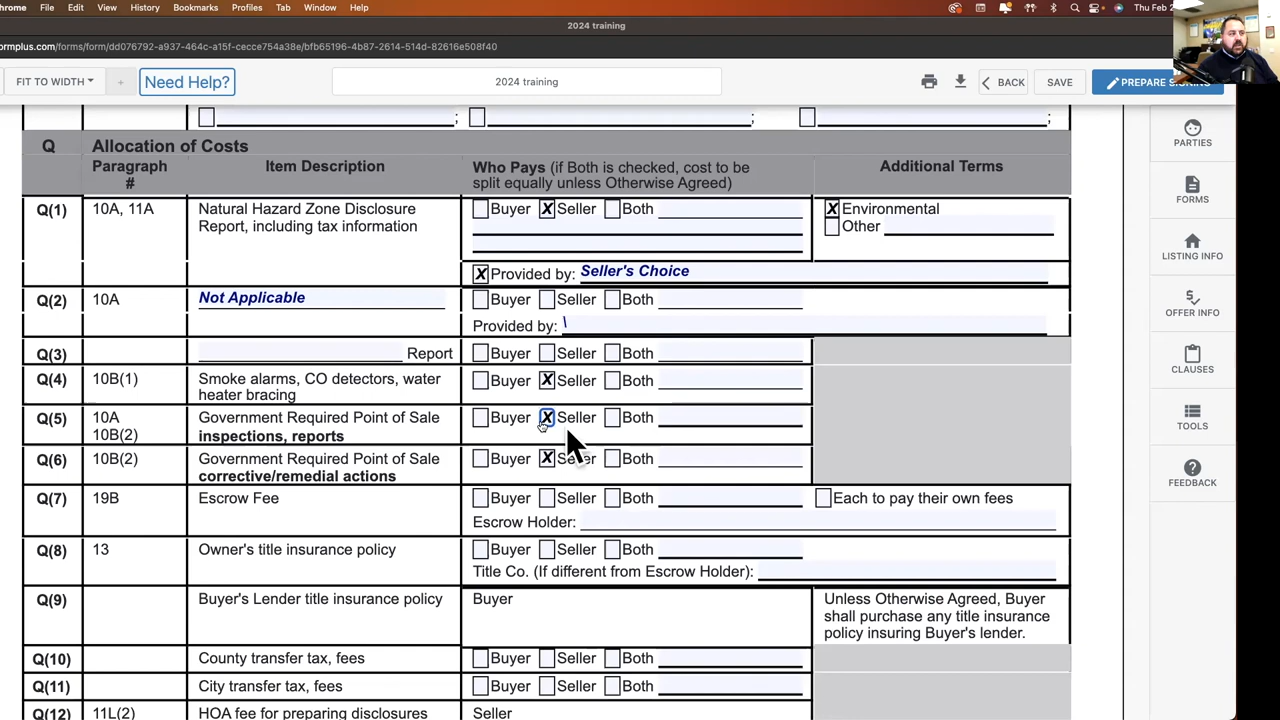 hrome File Edit View History Bookmarks Profiles Tab Window Help Thu Feb 2
2024 training
ormplus.com/forms/form/dd076792-a937-464c-a15f-cecce754a38e/bfb65196-4b87-2614-514d-82616e508f40
FIT TO WIDTH + Need Help? 2024 training BACK SAVE PREPARE SIGNING
; ; ;
Q Allocation of Costs
Paragraph # Item Description Who Pays (if Both is checked, cost to be split equally unless Otherwise Agreed) Additional Terms
Q(1) 10A, 11A Natural Hazard Zone Disclosure Buyer X Seller Both X Environmental
Report, including tax information Other
X Provided by: Seller's Choice
Q(2) 10A Not Applicable Buyer Seller Both
Provided by: \
Q(3) Report Buyer Seller Both
Q(4) 10B(1) Smoke alarms, CO detectors, water Buyer X Seller Both
heater bracing
Q(5) 10A Government Required Point of Sale Buyer X Seller Both
10B(2) inspections, reports
Q(6) 10B(2) Government Required Point of Sale Buyer X Seller Both
corrective/remedial actions
Q(7) 19B Escrow Fee Buyer Seller Both Each to pay their own fees
Escrow Holder:
Q(8) 13 Owner's title insurance policy Buyer Seller Both
Title Co. (If different from Escrow Holder):
Q(9) Buyer's Lender title insurance policy Buyer Unless Otherwise Agreed, Buyer
shall purchase any title insurance
policy insuring Buyer's lender.
Q(10) County transfer tax, fees Buyer Seller Both
Q(11) City transfer tax, fees Buyer Seller Both
Q(12) 11L(2) HOA fee for preparing disclosures Seller
PARTIES
FORMS
LISTING INFO
OFFER INFO
CLAUSES
TOOLS
FEEDBACK